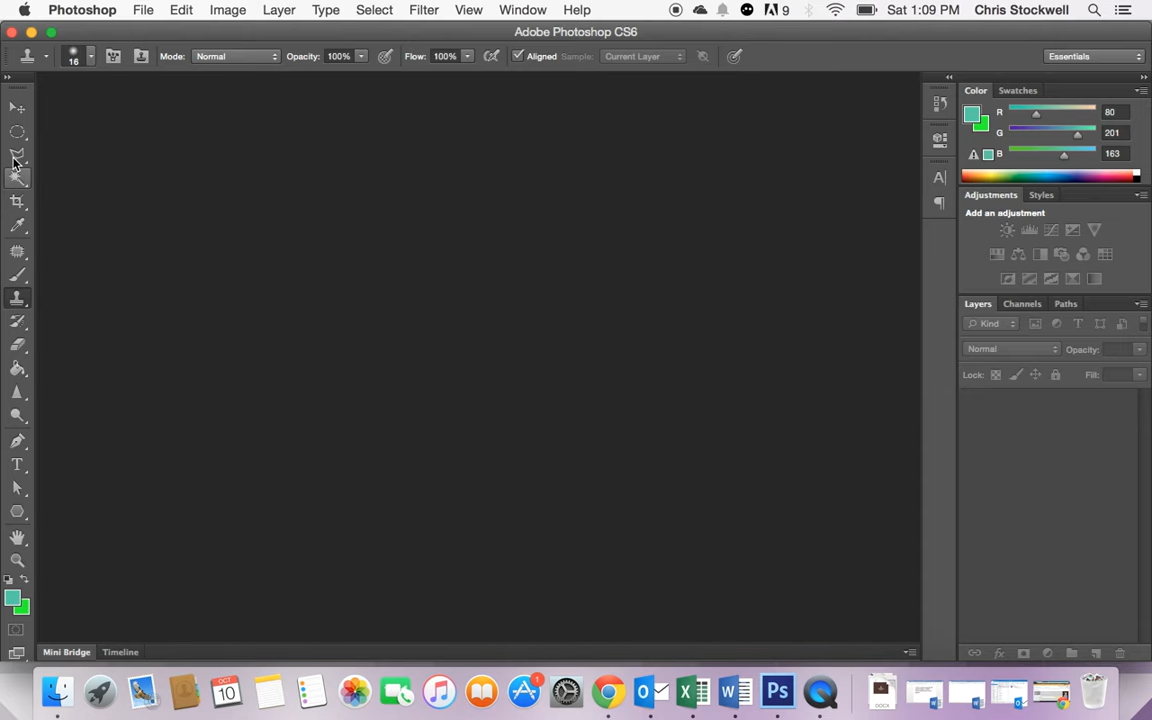 Photoshop File Edit Image Layer Type Select Filter View Window Help 9 Sat 1:09 PM Chris Stockwell
Adobe Photoshop CS6
16 Mode: Normal Opacity: 100% Flow: 100% Aligned Sample: Current Layer Essentials
Color Swatches
R 80
G 201
B 163
Adjustments Styles
Add an adjustment
Layers Channels Paths
Kind
Normal Opacity:
Lock: Fill:
Mini Bridge Timeline